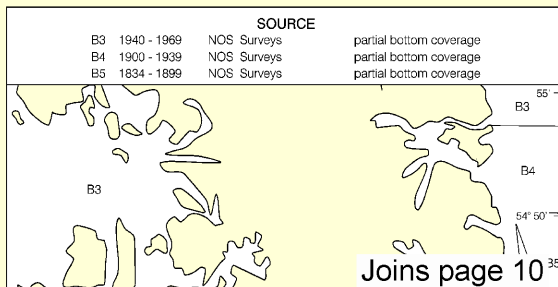 SOURCE
B3 1940 - 1969 NOS Surveys partial bottom coverage
B4 1900 - 1939 NOS Surveys partial bottom coverage
B5 1834 - 1899 NOS Surveys partial bottom coverage
55'
B3
B4
B3
54° 50'
Joins page 10